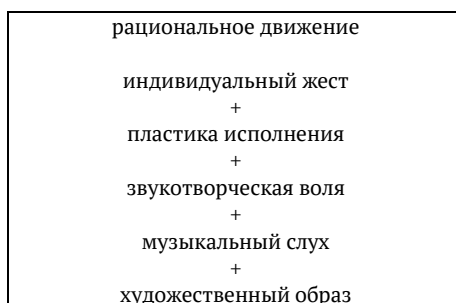 рациональное движение
индивидуальный жест
+
пластика исполнения
+
звукотворческая воля
+
музыкальный слух
+
художественный образ